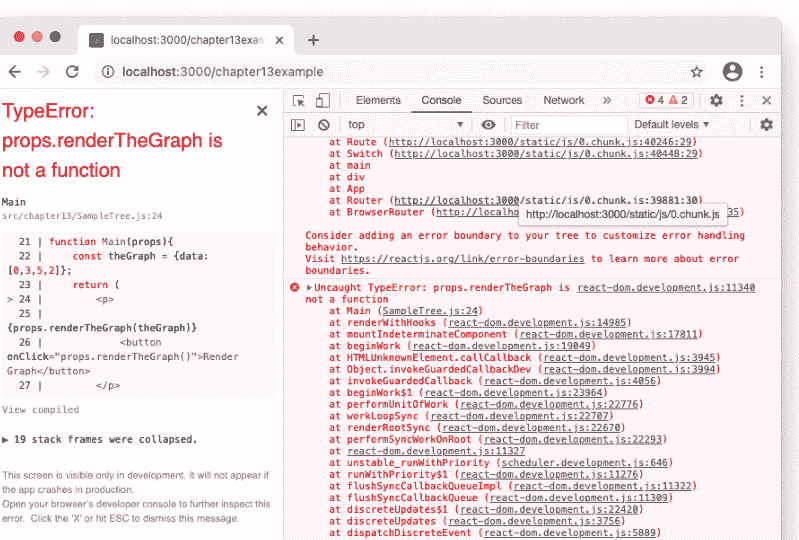 localhost:3000/chapter13exam
localhost:3000/chapter13example
TypeError:
props.renderTheGraph is
not a function
Main
src/chapter13/SampleTree.js:24
21 | function Main(props){
22 |     const theGraph = {data:
[0,3,5,2]};
23 |     return (
> 24 |         <p>
25 |
{props.renderTheGraph(theGraph)}
26 |             <button
onClick="props.renderTheGraph()">Render
Graph</button>
27 |         </p>
View compiled
▶ 19 stack frames were collapsed.
This screen is visible only in development. It will not appear if
the app crashes in production.
Open your browser's developer console to further inspect this
error. Click the 'X' or hit ESC to dismiss this message.
Elements Console Sources Network » 4 2
top Filter Default levels ▼
at Route (http://localhost:3000/static/js/0.chunk.js:40246:29)
at Switch (http://localhost:3000/static/js/0.chunk.js:40448:29)
at main
at div
at App
at Router (http://localhost:3000/static/js/0.chunk.js:39881:30)
at BrowserRouter (http://localho 35)
http://localhost:3000/static/js/0.chunk.js
Consider adding an error boundary to your tree to customize error handling
behavior.
Visit https://reactjs.org/link/error-boundaries to learn more about error
boundaries.
▶Uncaught TypeError: props.renderTheGraph is react-dom.development.js:11340
not a function
at Main (SampleTree.js:24)
at renderWithHooks (react-dom.development.js:14985)
at mountIndeterminateComponent (react-dom.development.js:17811)
at beginWork (react-dom.development.js:19049)
at HTMLUnknownElement.callCallback (react-dom.development.js:3945)
at Object.invokeGuardedCallbackDev (react-dom.development.js:3994)
at invokeGuardedCallback (react-dom.development.js:4056)
at beginWork$1 (react-dom.development.js:23964)
at performUnitOfWork (react-dom.development.js:22776)
at workLoopSync (react-dom.development.js:22707)
at renderRootSync (react-dom.development.js:22670)
at performSyncWorkOnRoot (react-dom.development.js:22293)
at react-dom.development.js:11327
at unstable_runWithPriority (scheduler.development.js:646)
at runWithPriority$1 (react-dom.development.js:11276)
at flushSyncCallbackQueueImpl (react-dom.development.js:11322)
at flushSyncCallbackQueue (react-dom.development.js:11309)
at discreteUpdates$1 (react-dom.development.js:22420)
at discreteUpdates (react-dom.development.js:3756)
at dispatchDiscreteEvent (react-dom.development.js:5889)